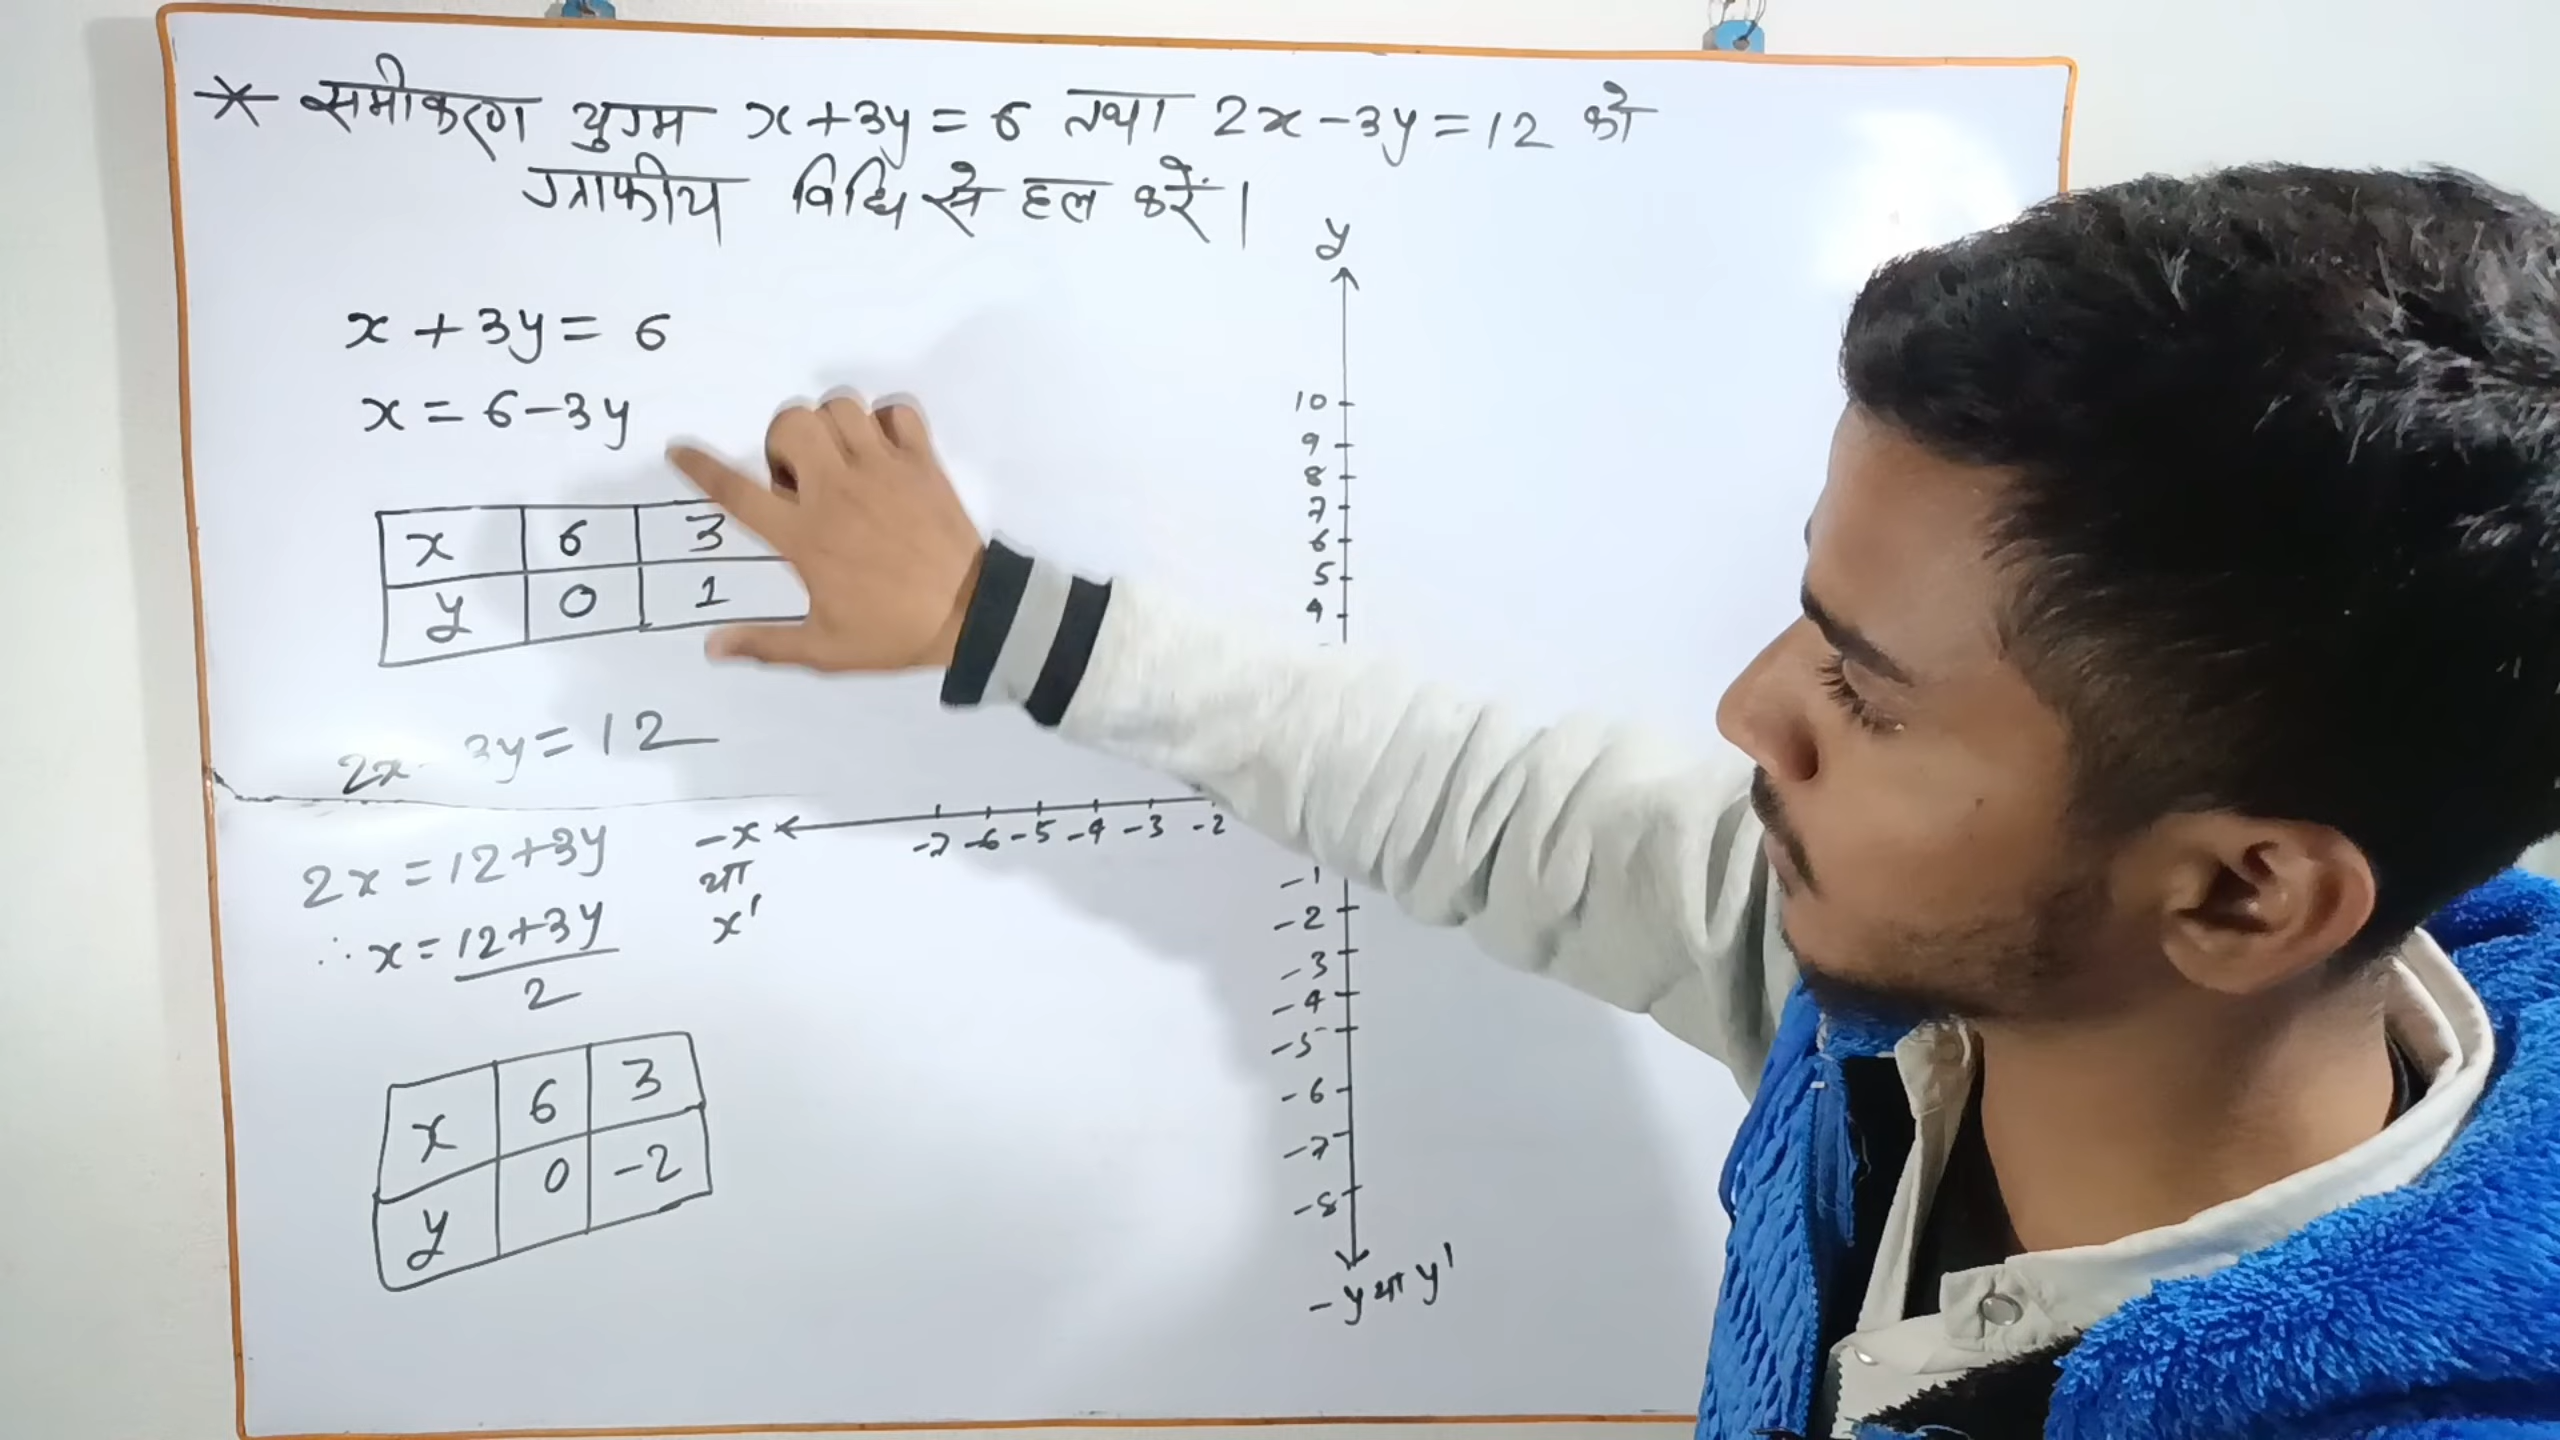 * समीकरण युग्म x+3y=6 तथा 2x-3y=12 को
ग्राफीय विधि से हल करें।
x+3y=6
x=6-3y
x 6 3
y 0 1
2x-3y=12
2x=12+3y
∴x=12+3y
2
x 6 3
y 0 -2
y
10
9
8
7
6
5
4
-x
या
x'
-7 -6 -5 -4 -3 -2
-1
-2
-3
-4
-5
-6
-7
-8
-y या y'